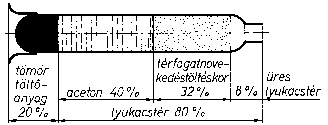 térfogatnöve-
kedéstöltéskor
tömör
töltő-
anyag
20 %
aceton 40 %
32 %
8 %
üres
lyukacstér
lyukacstér 80 %